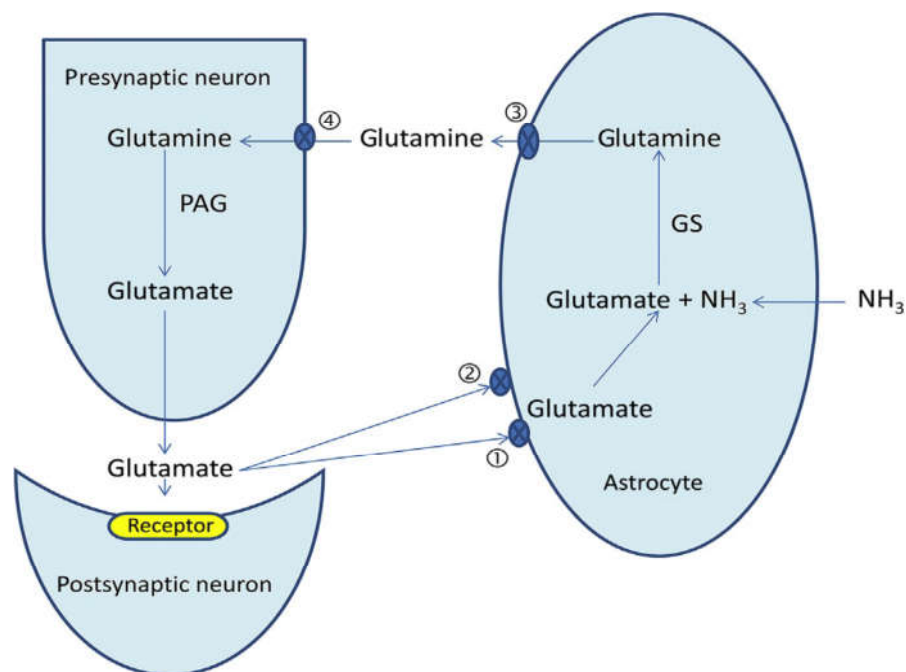 Presynaptic neuron
④
③
Glutamine
Glutamine
Glutamine
PAG
GS
Glutamate
Glutamate + NH₃
NH₃
②
Glutamate
①
Glutamate
Astrocyte
Receptor
Postsynaptic neuron